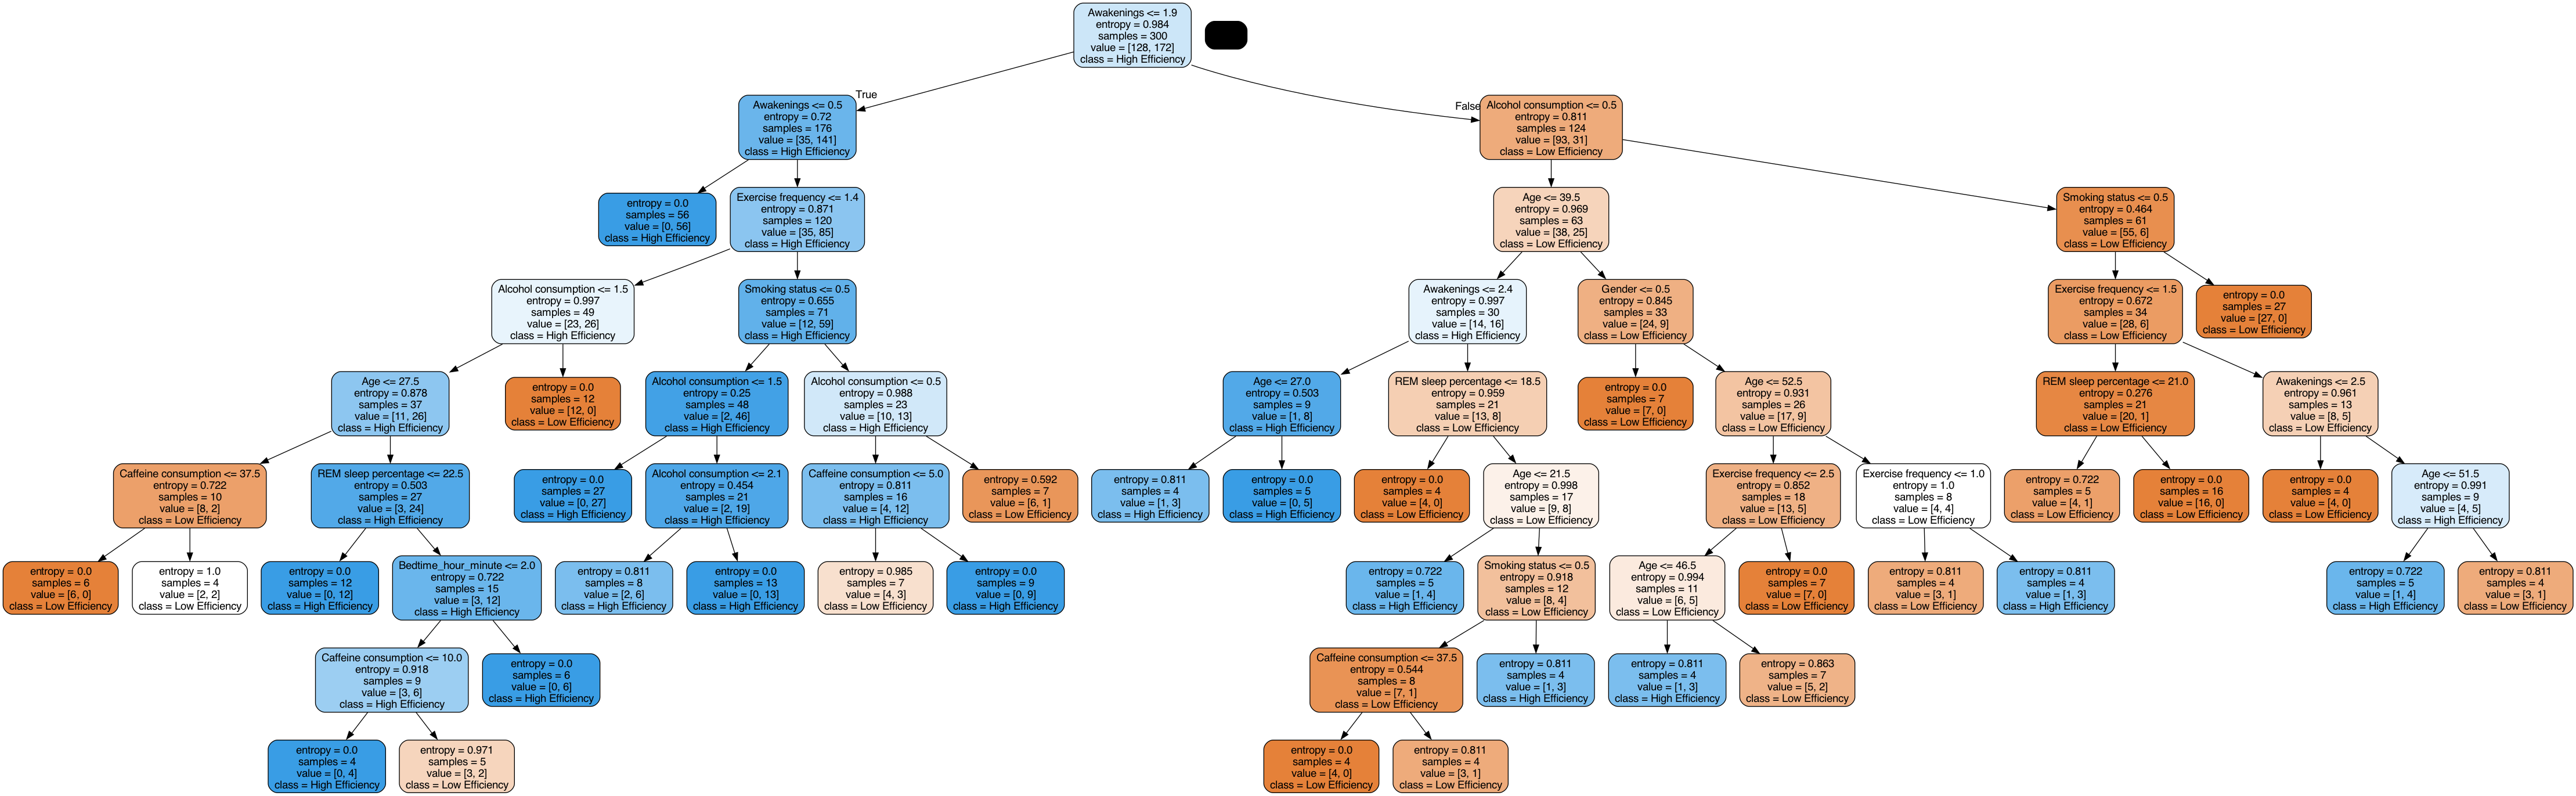 Awakenings <= 1.9
entropy = 0.984
samples = 300
value = [128, 172]
class = High Efficiency
True
False
Awakenings <= 0.5
entropy = 0.72
samples = 176
value = [35, 141]
class = High Efficiency
Alcohol consumption <= 0.5
entropy = 0.811
samples = 124
value = [93, 31]
class = Low Efficiency
entropy = 0.0
samples = 56
value = [0, 56]
class = High Efficiency
Exercise frequency <= 1.4
entropy = 0.871
samples = 120
value = [35, 85]
class = High Efficiency
Age <= 39.5
entropy = 0.969
samples = 63
value = [38, 25]
class = Low Efficiency
Smoking status <= 0.5
entropy = 0.464
samples = 61
value = [55, 6]
class = Low Efficiency
Alcohol consumption <= 1.5
entropy = 0.997
samples = 49
value = [23, 26]
class = High Efficiency
Smoking status <= 0.5
entropy = 0.655
samples = 71
value = [12, 59]
class = High Efficiency
Awakenings <= 2.4
entropy = 0.997
samples = 30
value = [14, 16]
class = High Efficiency
Gender <= 0.5
entropy = 0.845
samples = 33
value = [24, 9]
class = Low Efficiency
Exercise frequency <= 1.5
entropy = 0.672
samples = 34
value = [28, 6]
class = Low Efficiency
entropy = 0.0
samples = 27
value = [27, 0]
class = Low Efficiency
Age <= 27.5
entropy = 0.878
samples = 37
value = [11, 26]
class = High Efficiency
entropy = 0.0
samples = 12
value = [12, 0]
class = Low Efficiency
Alcohol consumption <= 1.5
entropy = 0.25
samples = 48
value = [2, 46]
class = High Efficiency
Alcohol consumption <= 0.5
entropy = 0.988
samples = 23
value = [10, 13]
class = High Efficiency
Age <= 27.0
entropy = 0.503
samples = 9
value = [1, 8]
class = High Efficiency
REM sleep percentage <= 18.5
entropy = 0.959
samples = 21
value = [13, 8]
class = Low Efficiency
entropy = 0.0
samples = 7
value = [7, 0]
class = Low Efficiency
Age <= 52.5
entropy = 0.931
samples = 26
value = [17, 9]
class = Low Efficiency
REM sleep percentage <= 21.0
entropy = 0.276
samples = 21
value = [20, 1]
class = Low Efficiency
Awakenings <= 2.5
entropy = 0.961
samples = 13
value = [8, 5]
class = Low Efficiency
Caffeine consumption <= 37.5
entropy = 0.722
samples = 10
value = [8, 2]
class = Low Efficiency
REM sleep percentage <= 22.5
entropy = 0.503
samples = 27
value = [3, 24]
class = High Efficiency
entropy = 0.0
samples = 27
value = [0, 27]
class = High Efficiency
Alcohol consumption <= 2.1
entropy = 0.454
samples = 21
value = [2, 19]
class = High Efficiency
Caffeine consumption <= 5.0
entropy = 0.811
samples = 16
value = [4, 12]
class = High Efficiency
entropy = 0.592
samples = 7
value = [6, 1]
class = Low Efficiency
entropy = 0.811
samples = 4
value = [1, 3]
class = High Efficiency
entropy = 0.0
samples = 5
value = [0, 5]
class = High Efficiency
entropy = 0.0
samples = 4
value = [4, 0]
class = Low Efficiency
Age <= 21.5
entropy = 0.998
samples = 17
value = [9, 8]
class = Low Efficiency
Exercise frequency <= 2.5
entropy = 0.852
samples = 18
value = [13, 5]
class = Low Efficiency
Exercise frequency <= 1.0
entropy = 1.0
samples = 8
value = [4, 4]
class = Low Efficiency
entropy = 0.722
samples = 5
value = [4, 1]
class = Low Efficiency
entropy = 0.0
samples = 16
value = [16, 0]
class = Low Efficiency
entropy = 0.0
samples = 4
value = [4, 0]
class = Low Efficiency
Age <= 51.5
entropy = 0.991
samples = 9
value = [4, 5]
class = High Efficiency
entropy = 0.0
samples = 6
value = [6, 0]
class = Low Efficiency
entropy = 1.0
samples = 4
value = [2, 2]
class = Low Efficiency
entropy = 0.0
samples = 12
value = [0, 12]
class = High Efficiency
Bedtime_hour_minute <= 2.0
entropy = 0.722
samples = 15
value = [3, 12]
class = High Efficiency
entropy = 0.811
samples = 8
value = [2, 6]
class = High Efficiency
entropy = 0.0
samples = 13
value = [0, 13]
class = High Efficiency
entropy = 0.985
samples = 7
value = [4, 3]
class = Low Efficiency
entropy = 0.0
samples = 9
value = [0, 9]
class = High Efficiency
entropy = 0.722
samples = 5
value = [1, 4]
class = High Efficiency
Smoking status <= 0.5
entropy = 0.918
samples = 12
value = [8, 4]
class = Low Efficiency
Age <= 46.5
entropy = 0.994
samples = 11
value = [6, 5]
class = Low Efficiency
entropy = 0.0
samples = 7
value = [7, 0]
class = Low Efficiency
entropy = 0.811
samples = 4
value = [3, 1]
class = Low Efficiency
entropy = 0.811
samples = 4
value = [1, 3]
class = High Efficiency
entropy = 0.722
samples = 5
value = [1, 4]
class = High Efficiency
entropy = 0.811
samples = 4
value = [3, 1]
class = Low Efficiency
Caffeine consumption <= 10.0
entropy = 0.918
samples = 9
value = [3, 6]
class = High Efficiency
entropy = 0.0
samples = 6
value = [0, 6]
class = High Efficiency
Caffeine consumption <= 37.5
entropy = 0.544
samples = 8
value = [7, 1]
class = Low Efficiency
entropy = 0.811
samples = 4
value = [1, 3]
class = High Efficiency
entropy = 0.811
samples = 4
value = [1, 3]
class = High Efficiency
entropy = 0.863
samples = 7
value = [5, 2]
class = Low Efficiency
entropy = 0.0
samples = 4
value = [0, 4]
class = High Efficiency
entropy = 0.971
samples = 5
value = [3, 2]
class = Low Efficiency
entropy = 0.0
samples = 4
value = [4, 0]
class = Low Efficiency
entropy = 0.811
samples = 4
value = [3, 1]
class = Low Efficiency